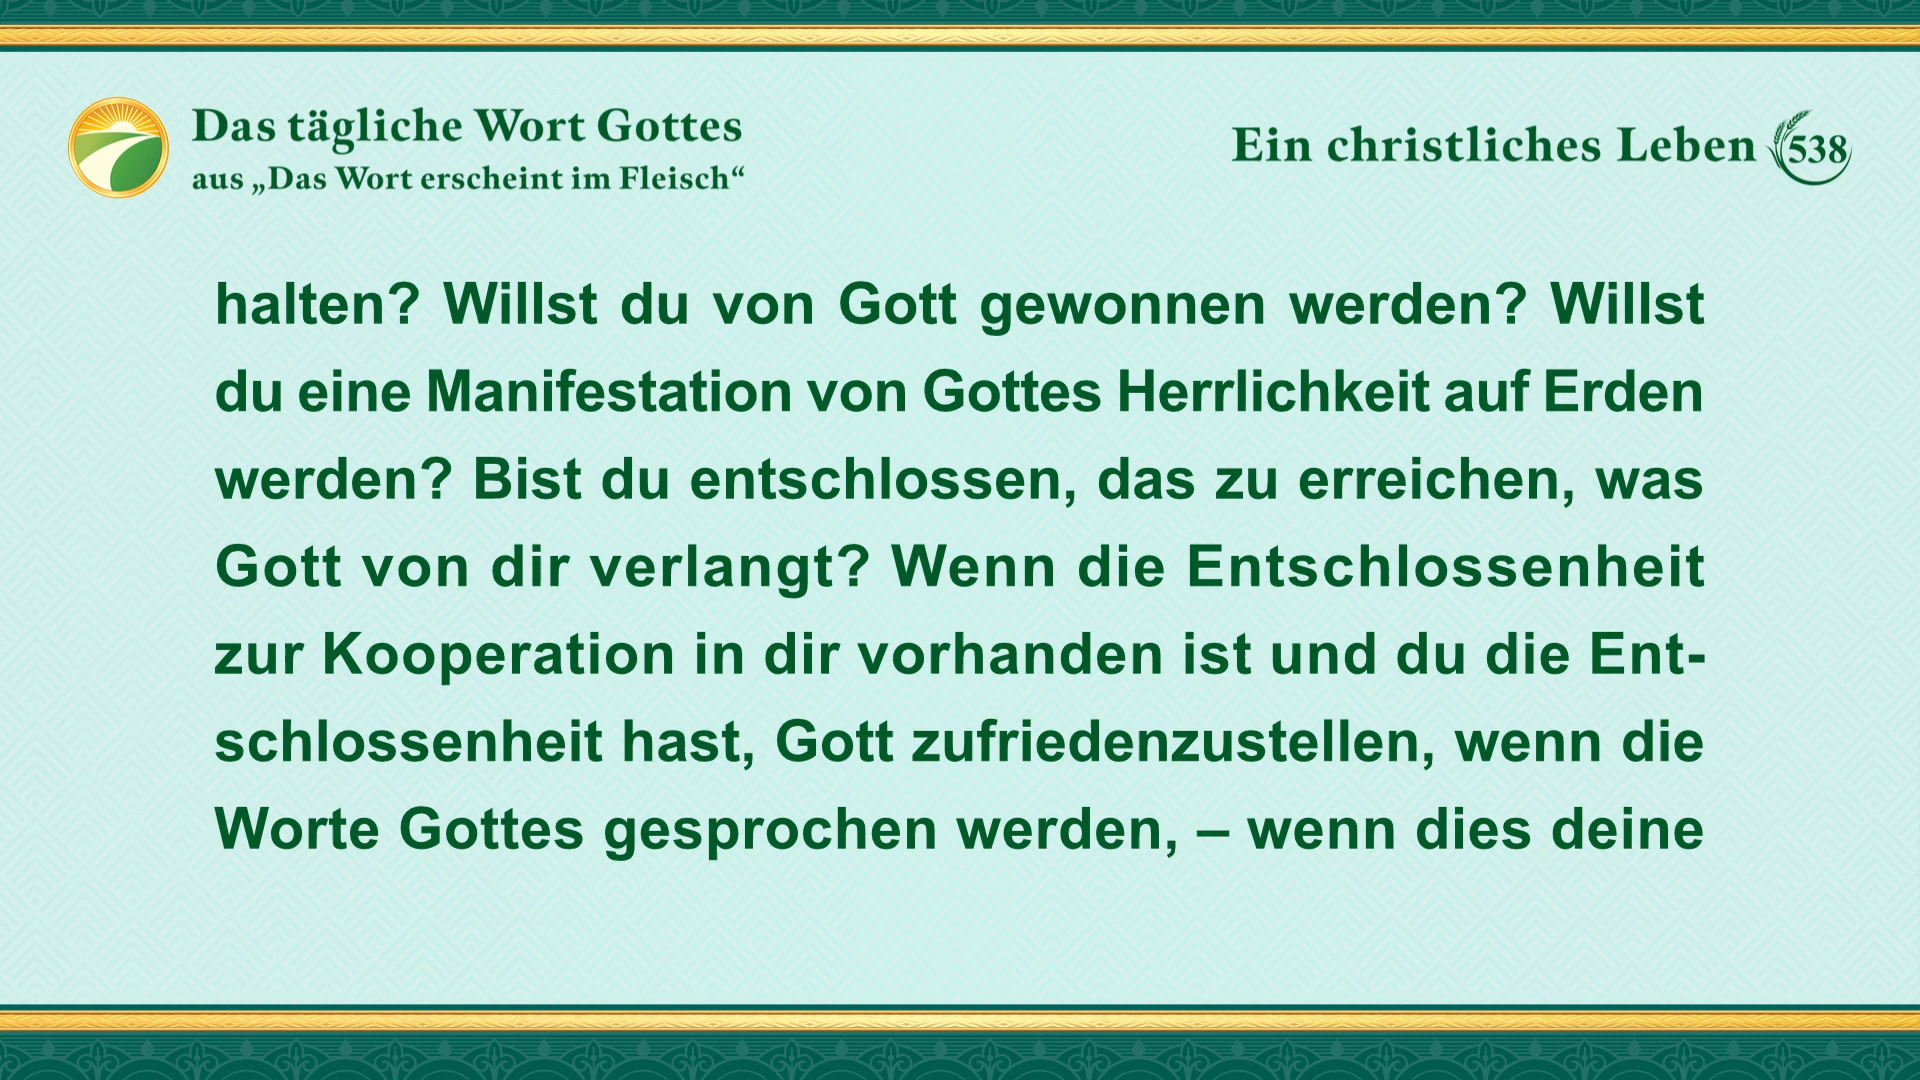 Das tägliche Wort Gottes
aus „Das Wort erscheint im Fleisch“
Ein christliches Leben 538
halten? Willst du von Gott gewonnen werden? Willst
du eine Manifestation von Gottes Herrlichkeit auf Erden
werden? Bist du entschlossen, das zu erreichen, was
Gott von dir verlangt? Wenn die Entschlossenheit
zur Kooperation in dir vorhanden ist und du die Ent-
schlossenheit hast, Gott zufriedenzustellen, wenn die
Worte Gottes gesprochen werden, – wenn dies deine